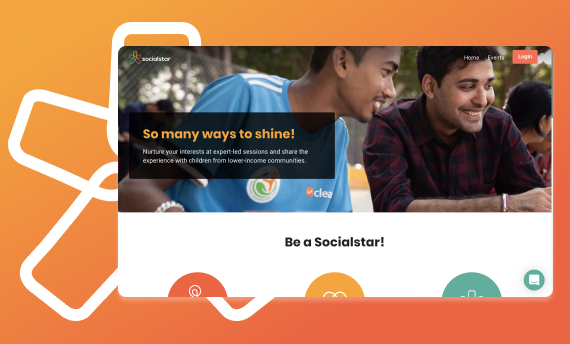 socialstar
Home Events Login
So many ways to shine!
Nurture your interests at expert-led sessions and share the
experience with children from lower-income communities.
clea
Be a Socialstar!